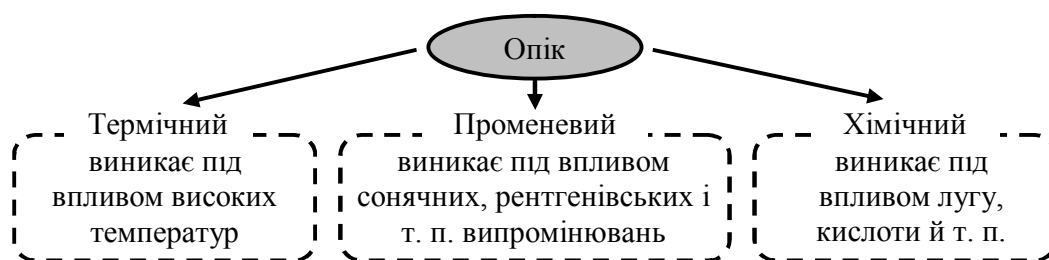 Опік
Термічний
виникає під
впливом високих
температур
Променевий
виникає під впливом
сонячних, рентгенівських і
т. п. випромінювань
Хімічний
виникає під
впливом лугу,
кислоти й т. п.